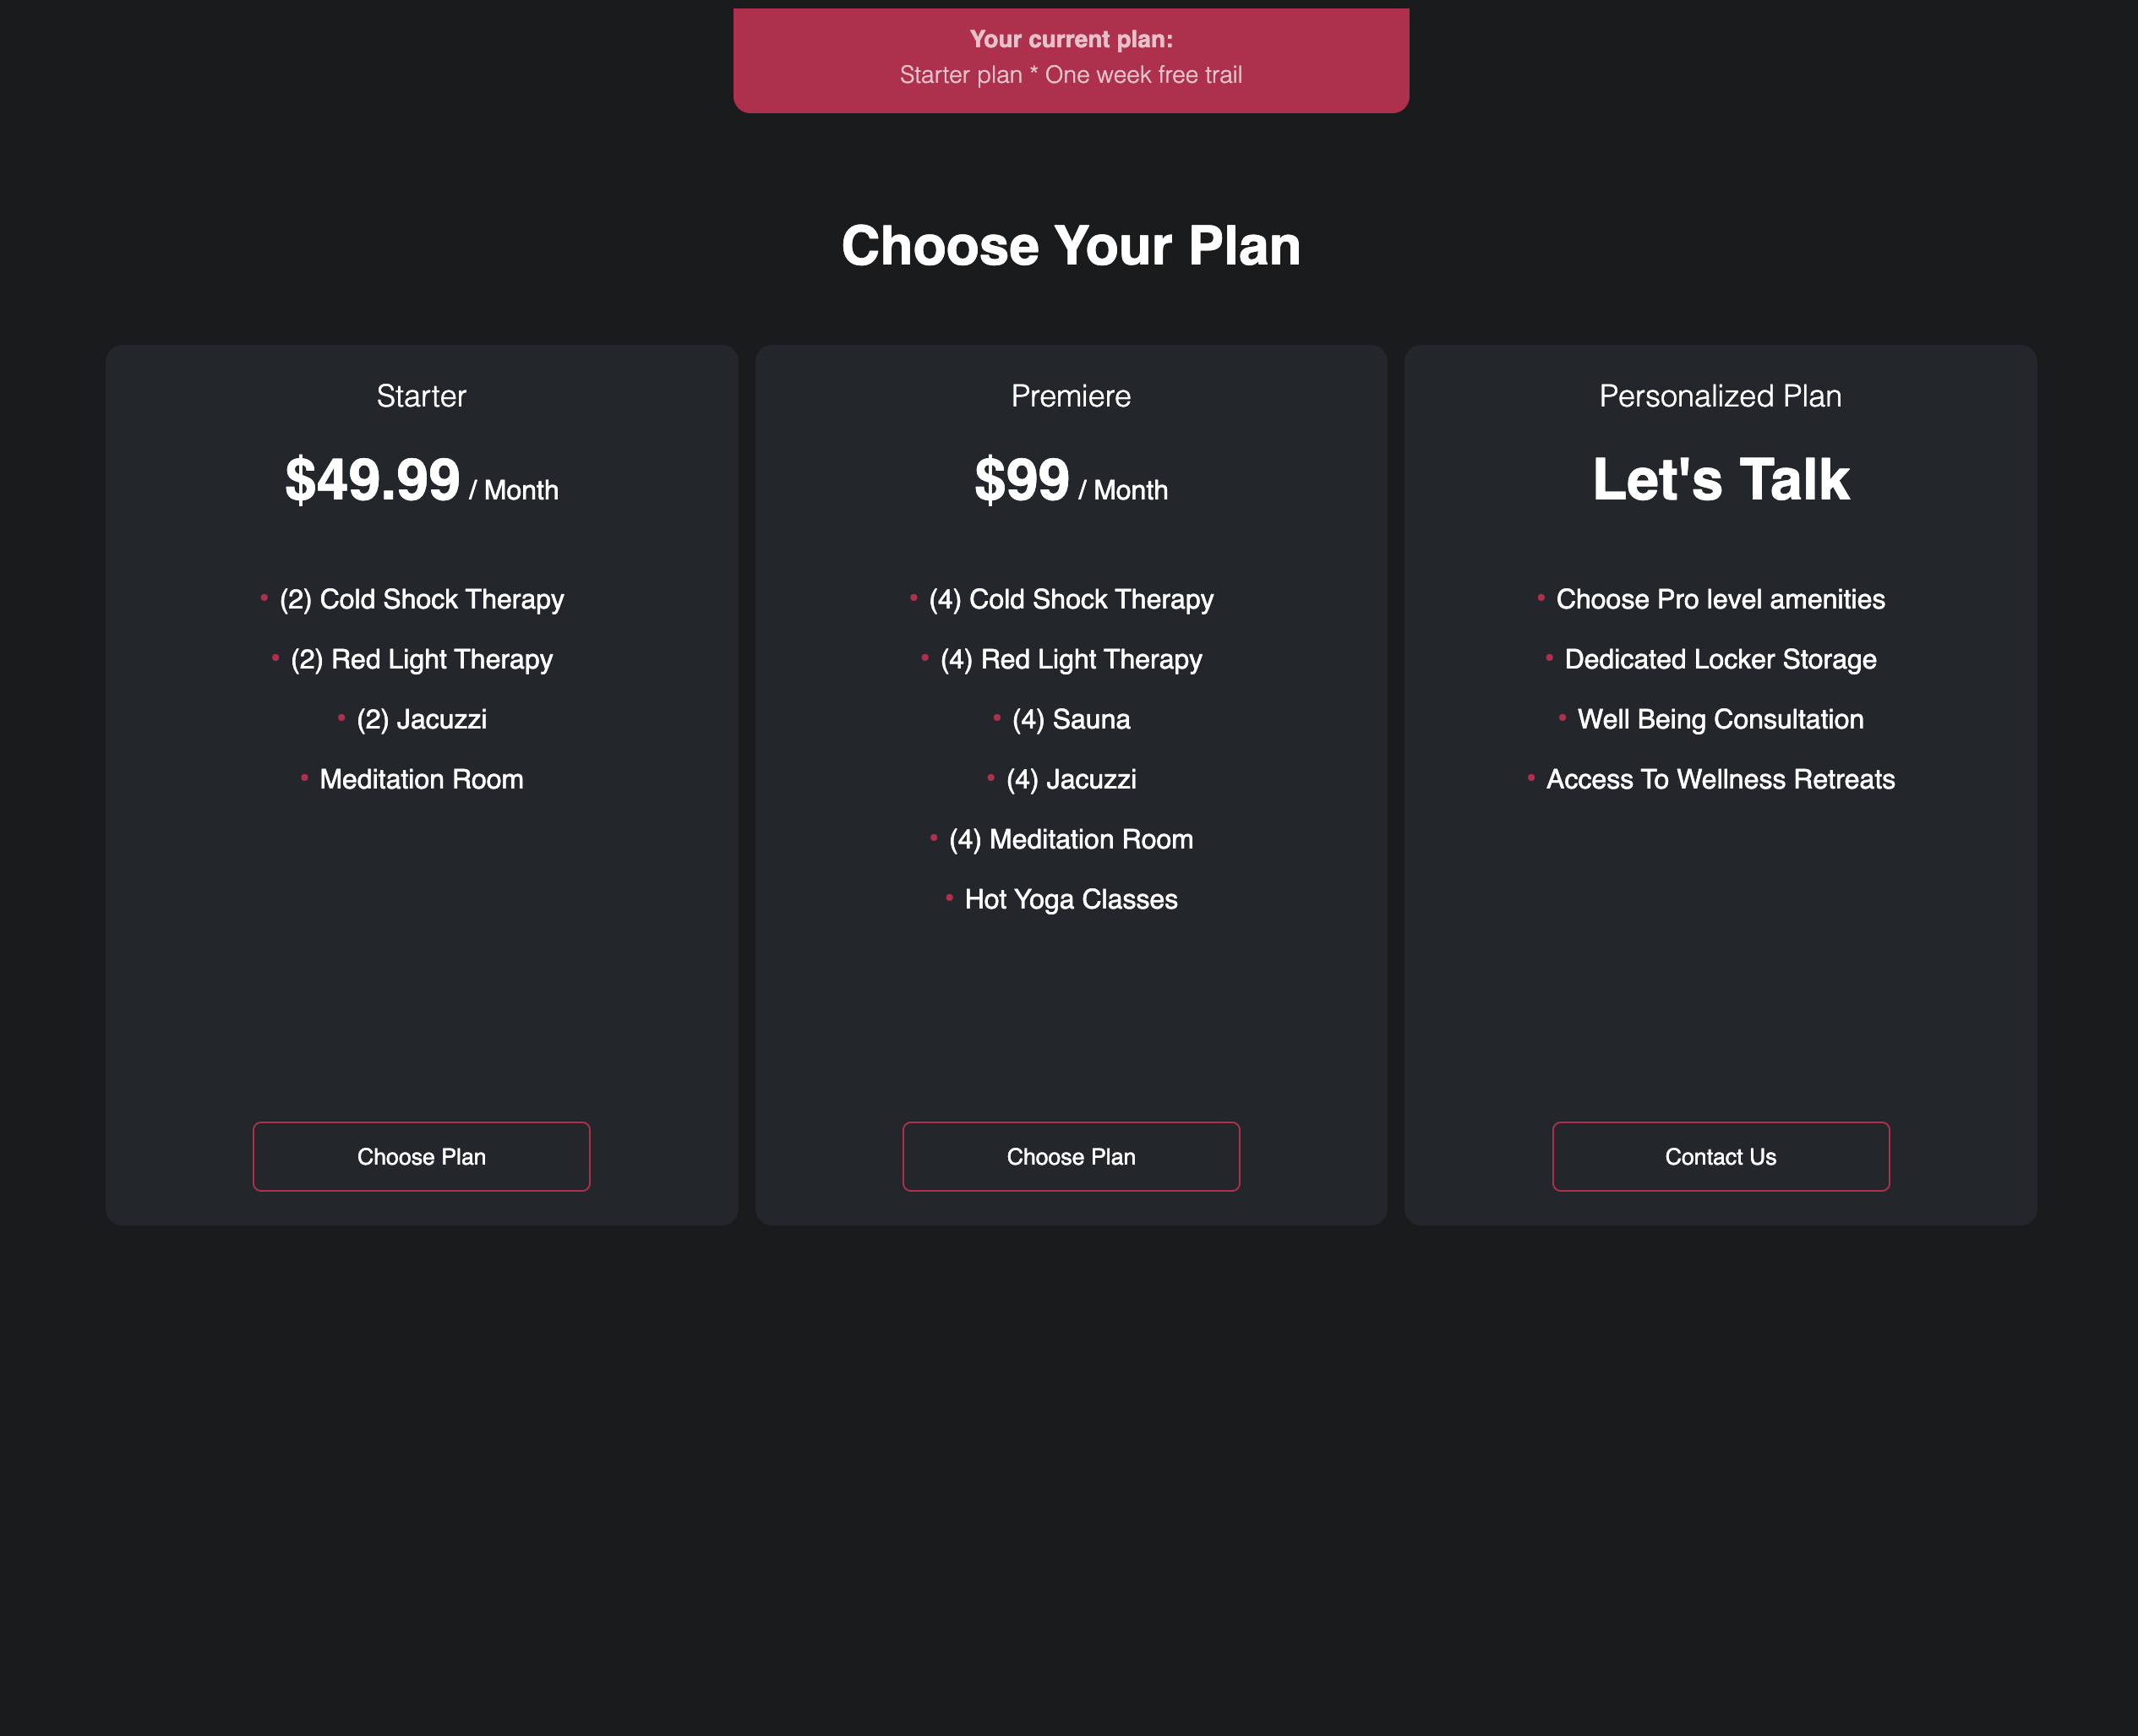 Your current plan:
Starter plan * One week free trail
Choose Your Plan
Starter
$49.99 / Month
• (2) Cold Shock Therapy
• (2) Red Light Therapy
• (2) Jacuzzi
• Meditation Room
Choose Plan
Premiere
$99 / Month
• (4) Cold Shock Therapy
• (4) Red Light Therapy
• (4) Sauna
• (4) Jacuzzi
• (4) Meditation Room
• Hot Yoga Classes
Choose Plan
Personalized Plan
Let's Talk
• Choose Pro level amenities
• Dedicated Locker Storage
• Well Being Consultation
• Access To Wellness Retreats
Contact Us